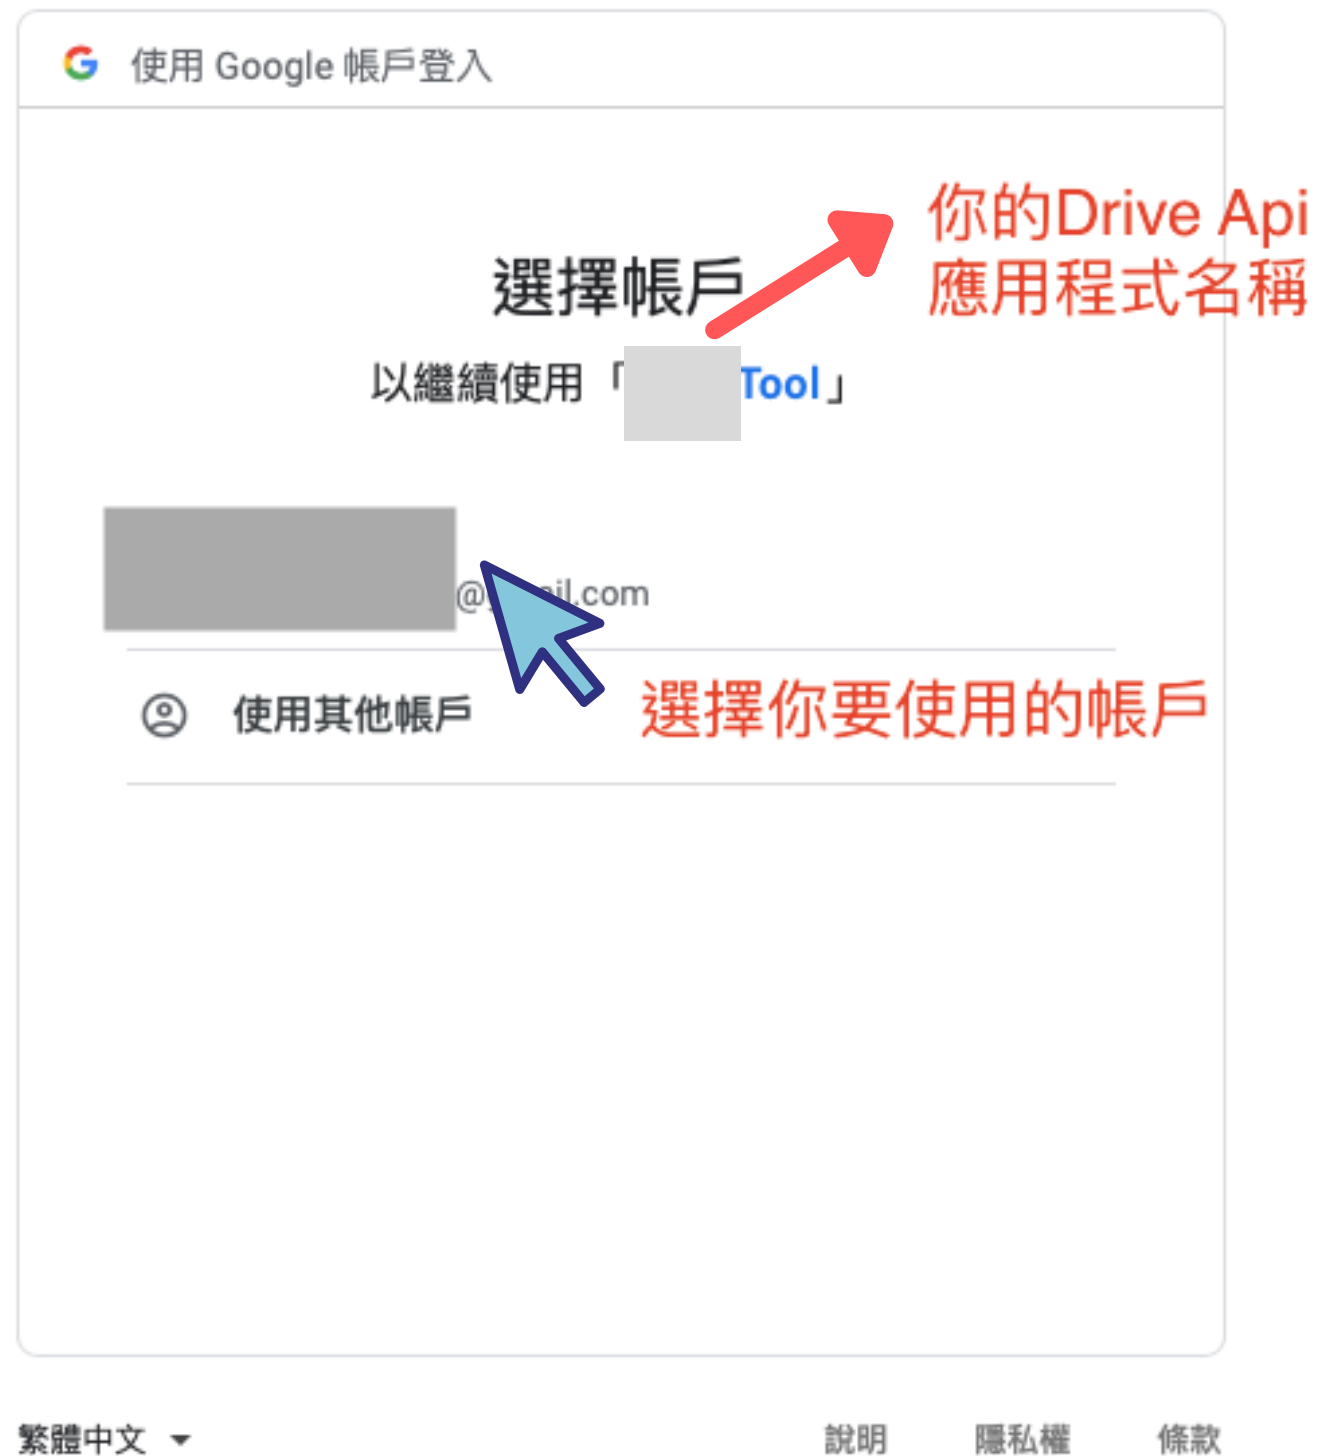 使用 Google 帳戶登入
你的Drive Api
應用程式名稱
選擇帳戶
以繼續使用「Tool」
@gmail.com
使用其他帳戶
選擇你要使用的帳戶
繁體中文
說明
隱私權
條款